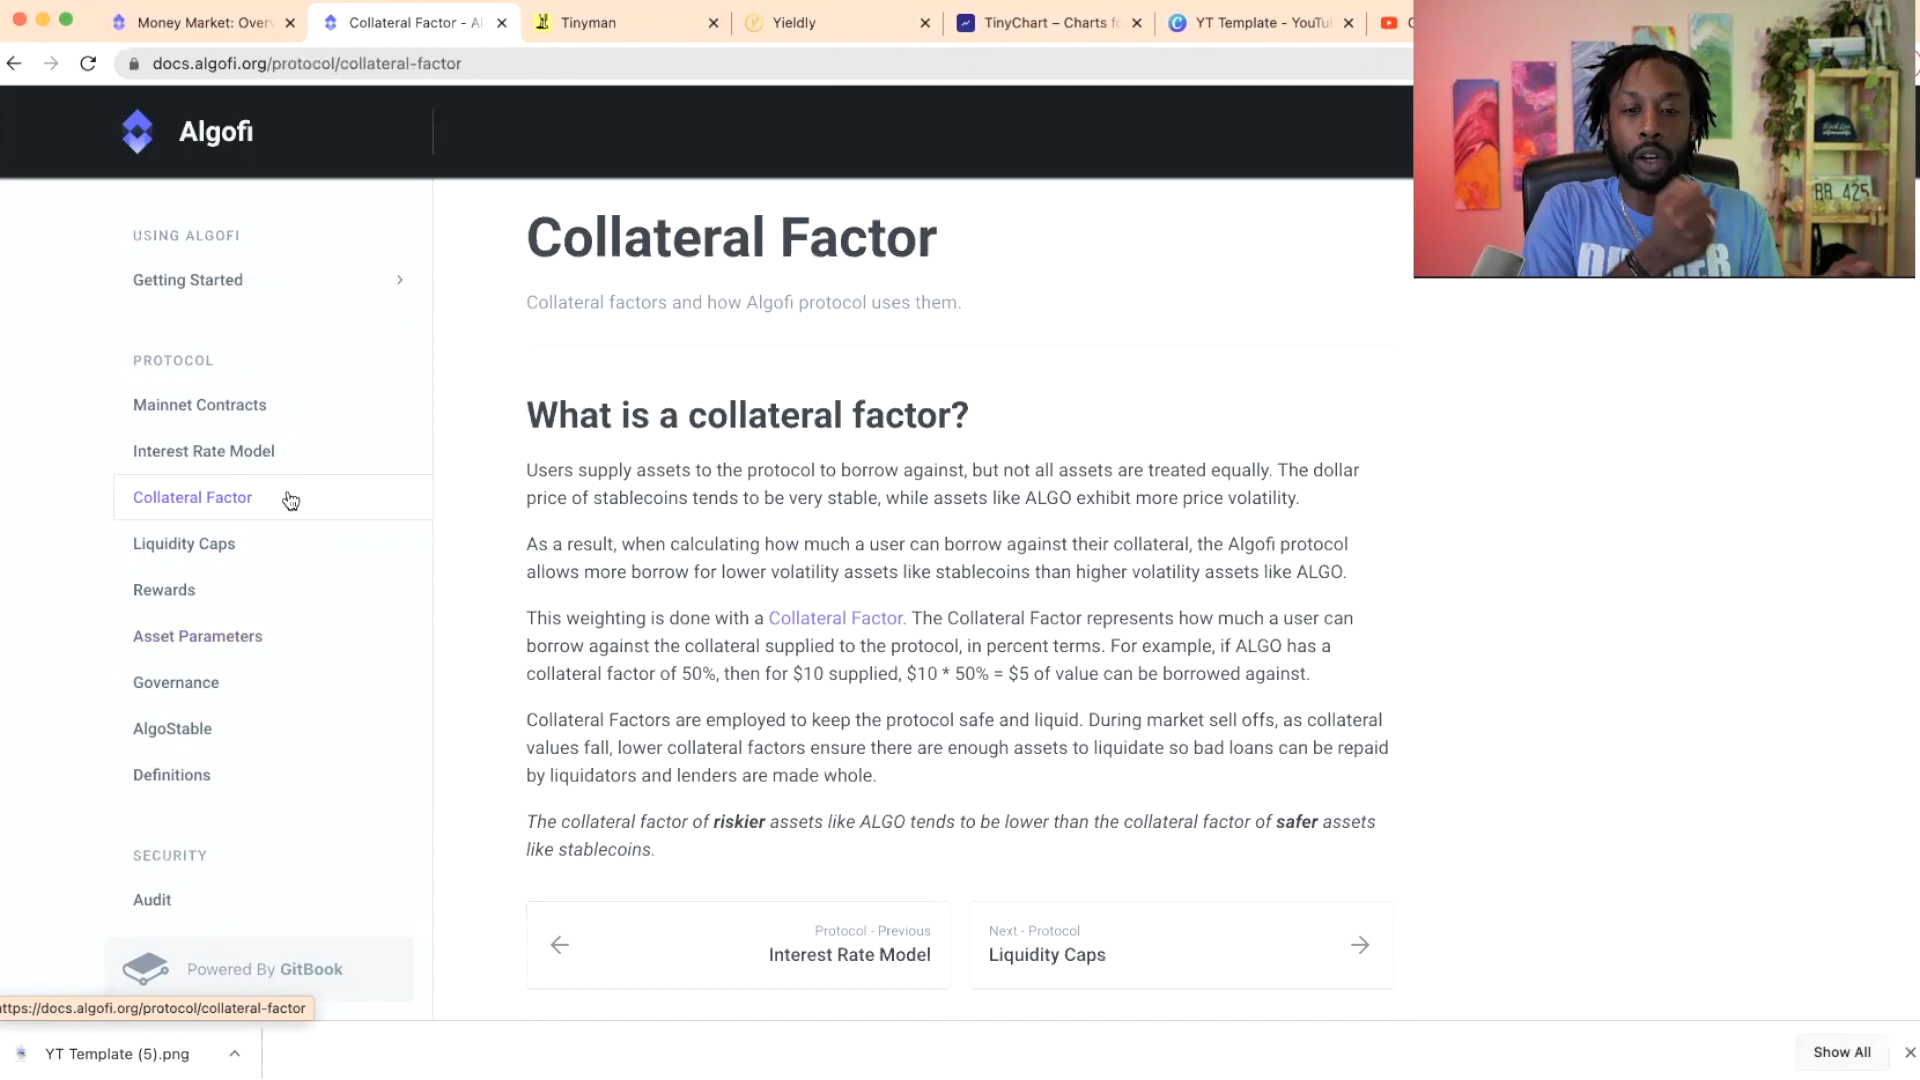 Money Market: Over
Collateral Factor - Al
Tinyman
Yieldly
TinyChart – Charts fo
YT Template - YouTu
docs.algofi.org/protocol/collateral-factor
Algofi
BB 425
USING ALGOFI
Getting Started
PROTOCOL
Mainnet Contracts
Interest Rate Model
Collateral Factor
Liquidity Caps
Rewards
Asset Parameters
Governance
AlgoStable
Definitions
SECURITY
Audit
Powered By GitBook
Collateral Factor
Collateral factors and how Algofi protocol uses them.
What is a collateral factor?
Users supply assets to the protocol to borrow against, but not all assets are treated equally. The dollar
price of stablecoins tends to be very stable, while assets like ALGO exhibit more price volatility.
As a result, when calculating how much a user can borrow against their collateral, the Algofi protocol
allows more borrow for lower volatility assets like stablecoins than higher volatility assets like ALGO.
This weighting is done with a Collateral Factor. The Collateral Factor represents how much a user can
borrow against the collateral supplied to the protocol, in percent terms. For example, if ALGO has a
collateral factor of 50%, then for $10 supplied, $10 * 50% = $5 of value can be borrowed against.
Collateral Factors are employed to keep the protocol safe and liquid. During market sell offs, as collateral
values fall, lower collateral factors ensure there are enough assets to liquidate so bad loans can be repaid
by liquidators and lenders are made whole.
The collateral factor of riskier assets like ALGO tends to be lower than the collateral factor of safer assets
like stablecoins.
Protocol - Previous
Interest Rate Model
Next - Protocol
Liquidity Caps
ttps://docs.algofi.org/protocol/collateral-factor
YT Template (5).png
Show All